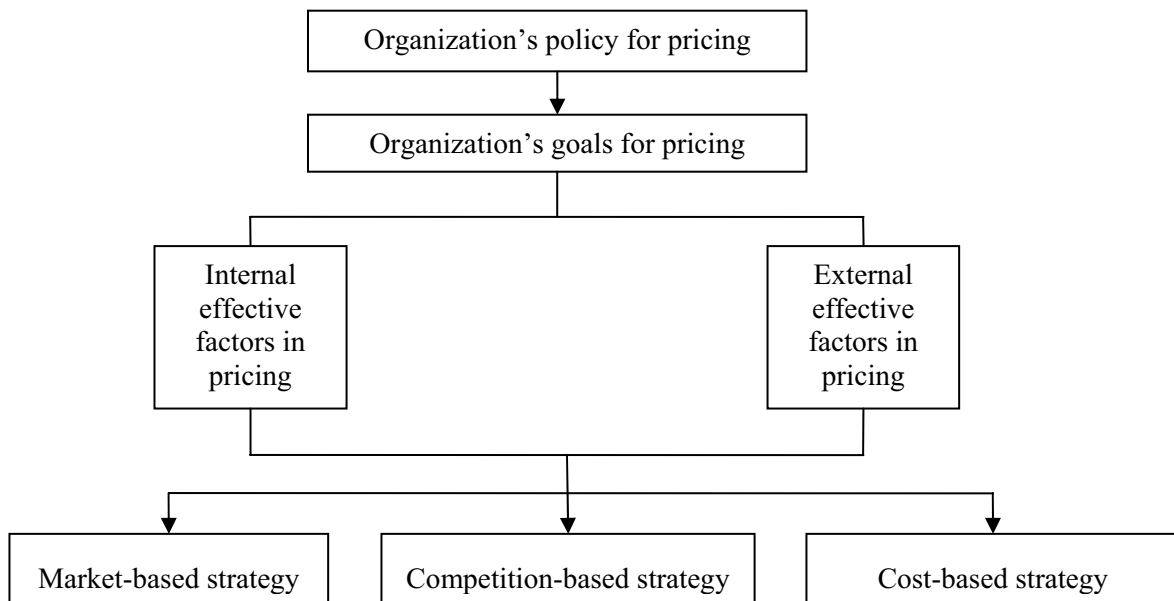 Organization’s policy for pricing
Organization’s goals for pricing
Internal
effective
factors in
pricing
External
effective
factors in
pricing
Market-based strategy
Competition-based strategy
Cost-based strategy